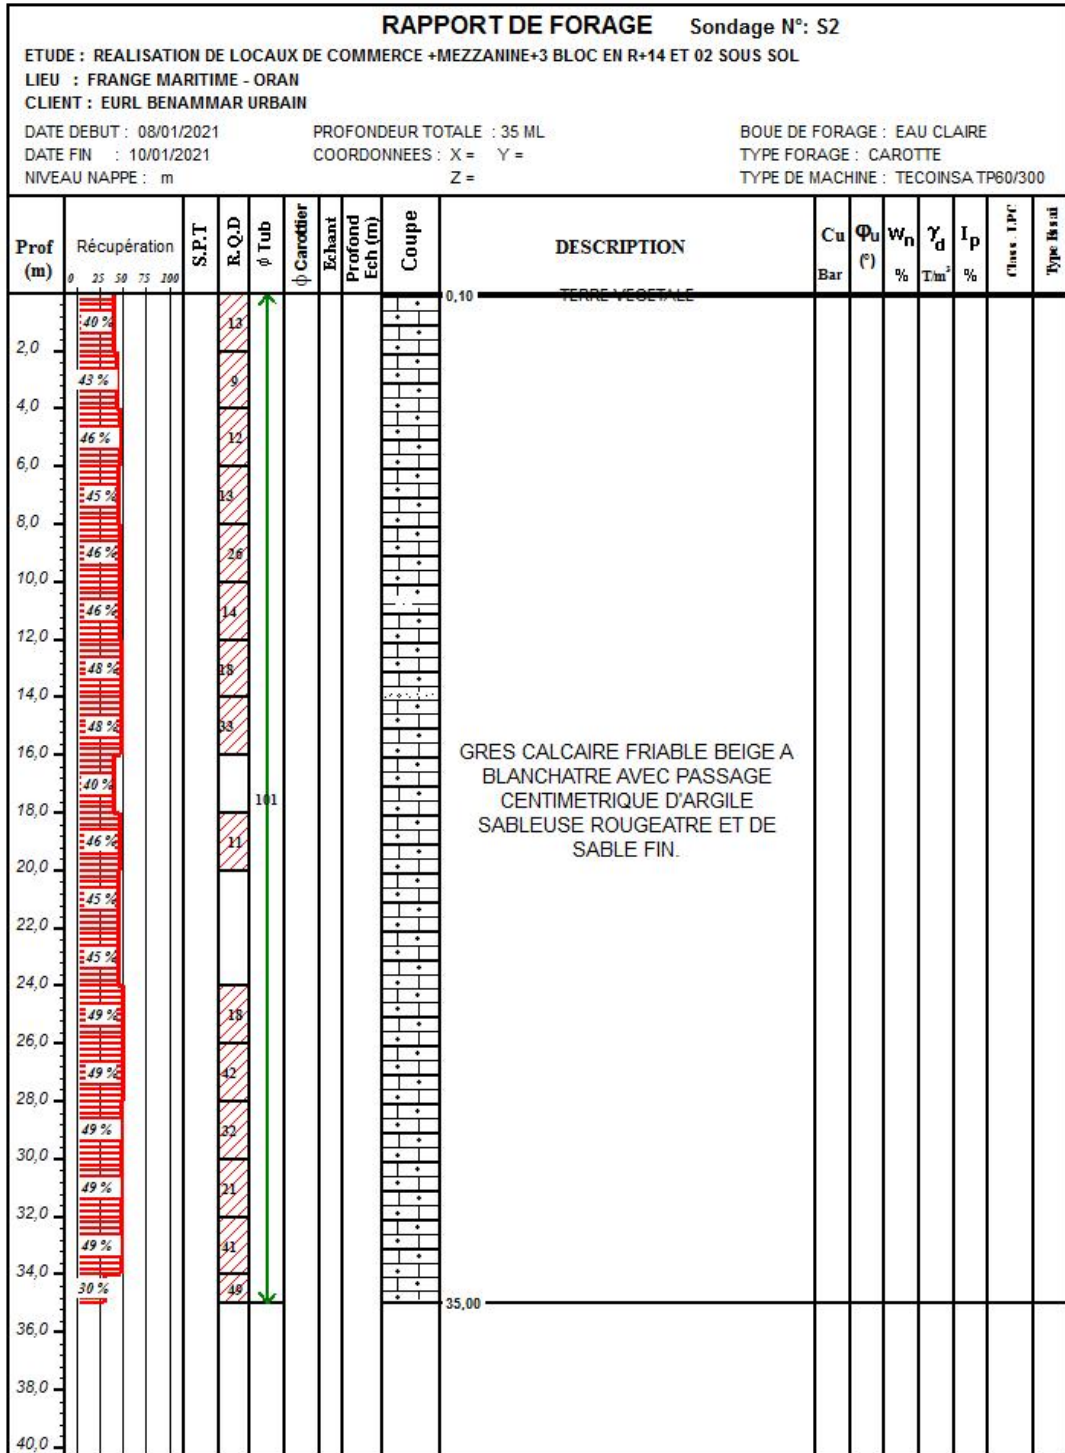 RAPPORT DE FORAGE Sondage N°: S2
ETUDE : REALISATION DE LOCAUX DE COMMERCE +MEZZANINE+3 BLOC EN R+14 ET 02 SOUS SOL
LIEU : FRANGE MARITIME - ORAN
CLIENT : EURL BENAMMAR URBAIN
DATE DEBUT : 08/01/2021 PROFONDEUR TOTALE : 35 ML BOUE DE FORAGE : EAU CLAIRE
DATE FIN : 10/01/2021 COORDONNEES : X = Y = TYPE FORAGE : CAROTTE
NIVEAU NAPPE : m Z = TYPE DE MACHINE : TECOINSA TP60/300
Prof (m) Récupération S.P.T R.Q.D ϕ Tub ϕ Carottier Echant Profond Ech (m) Coupe DESCRIPTION Cu Bar Φu (°) Wn % γd T/m³ Ip % Class. LPC Type Essai
0 25 50 75 100
0,10 TERRE VEGETALE
40 % 13
2,0
43 % 9
4,0
46 % 12
6,0
45 % 13
8,0
46 % 26
10,0
46 % 14
12,0
48 % 18
14,0
48 % 33
16,0
GRES CALCAIRE FRIABLE BEIGE A
BLANCHATRE AVEC PASSAGE
40 % 101
CENTIMETRIQUE D'ARGILE
18,0
SABLEUSE ROUGEATRE ET DE
46 % 11
SABLE FIN.
20,0
45 %
22,0
45 %
24,0
49 % 18
26,0
49 % 42
28,0
49 % 32
30,0
49 % 21
32,0
49 % 41
34,0
30 % 49
35,00
36,0
38,0
40,0